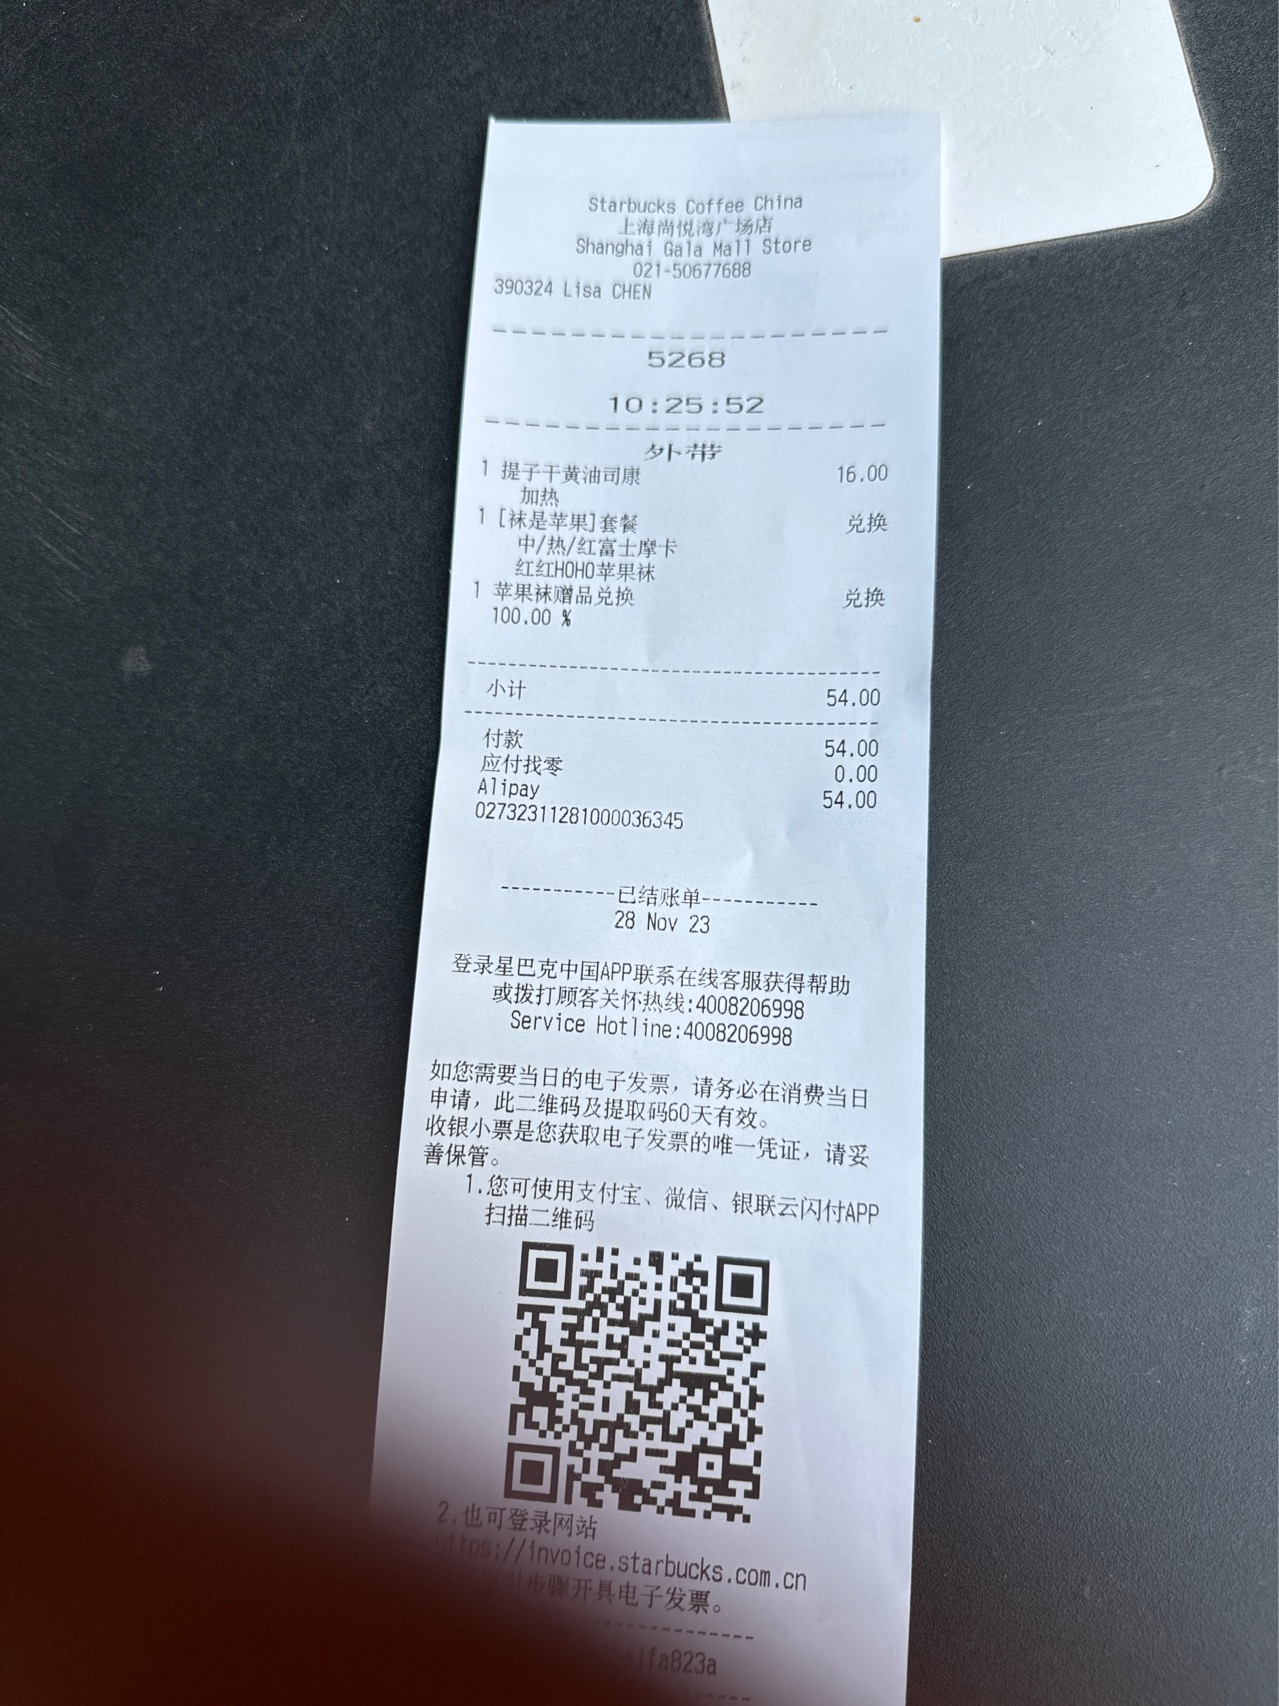 Starbucks Coffee China
上海尚悦湾广场店
Shanghai Gala Mall Store
021-50677688
390324 Lisa CHEN
5268
10:25:52
外带
1 提子干黄油司康 16.00
加热
1 [袜是苹果]套餐 兑换
中/热/红富士摩卡
红红HOHO苹果袜
1 苹果袜赠品兑换 兑换
100.00 %
小计 54.00
付款 54.00
应付找零 0.00
Alipay 54.00
02732311281000036345
-----------已结账单-----------
28 Nov 23
登录星巴克中国APP联系在线客服获得帮助
或拨打顾客关怀热线:4008206998
Service Hotline:4008206998
如您需要当日的电子发票，请务必在消费当日
申请，此二维码及提取码60天有效。
收银小票是您获取电子发票的唯一凭证，请妥
善保管。
1.您可使用支付宝、微信、银联云闪付APP
扫描二维码
2.也可登录网站
https://invoice.starbucks.com.cn
步骤开具电子发票。
1fa823a